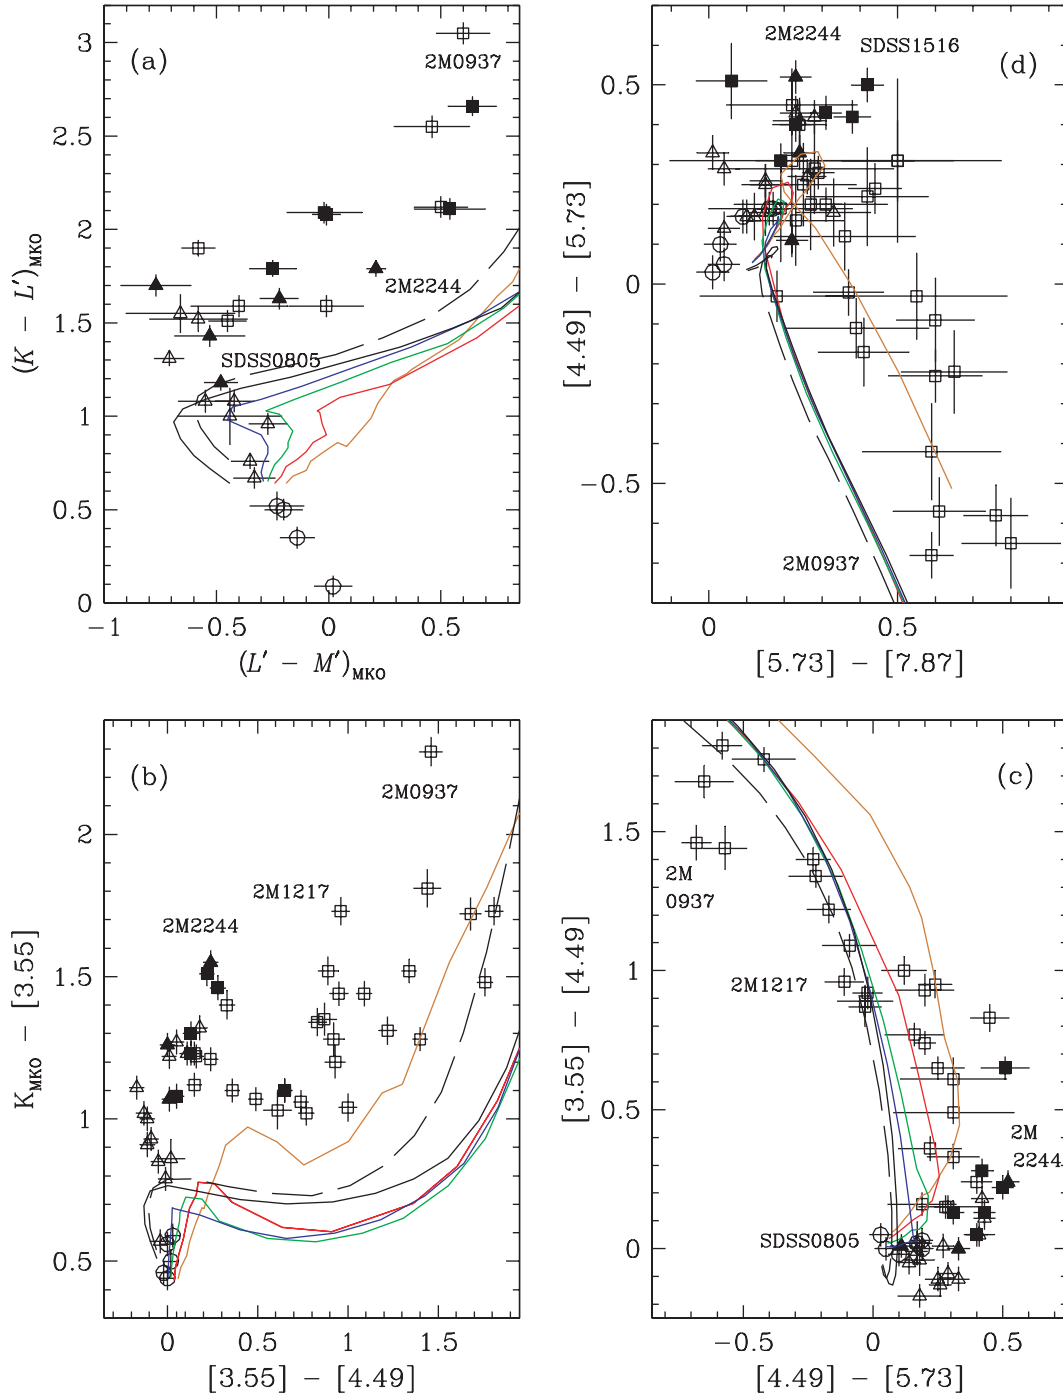 (a)
2M0937
2M2244
SDSS0805
3
2.5
2
1.5
1
0.5
0
−1
−0.5
0
0.5
(K − L′)MKO
(L′ − M′)MKO
(d)
2M2244
SDSS1516
2M0937
0.5
0
−0.5
0
0.5
[4.49] − [5.73]
[5.73] − [7.87]
(b)
2M0937
2M1217
2M2244
2
1.5
1
0.5
0
0.5
1
1.5
KMKO − [3.55]
[3.55] − [4.49]
(c)
2M
0937
2M1217
2M
2244
SDSS0805
1.5
1
0.5
0
−0.5
0
0.5
[3.55] − [4.49]
[4.49] − [5.73]